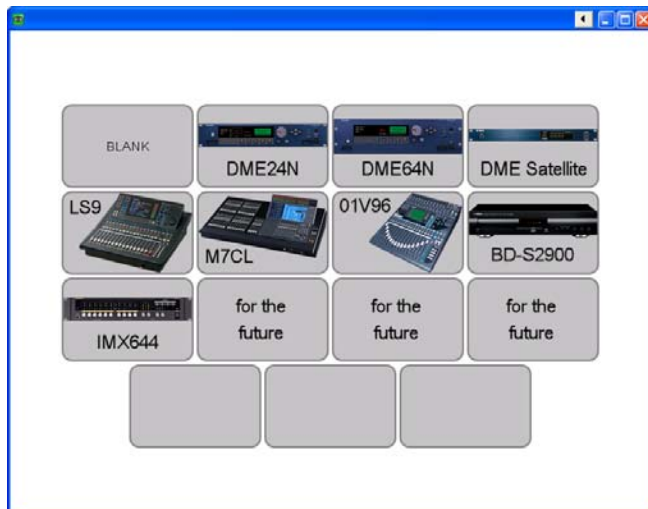 BLANK
DME24N
DME64N
DME Satellite
LS9
M7CL
01V96
BD-S2900
IMX644
for the
future
for the
future
for the
future